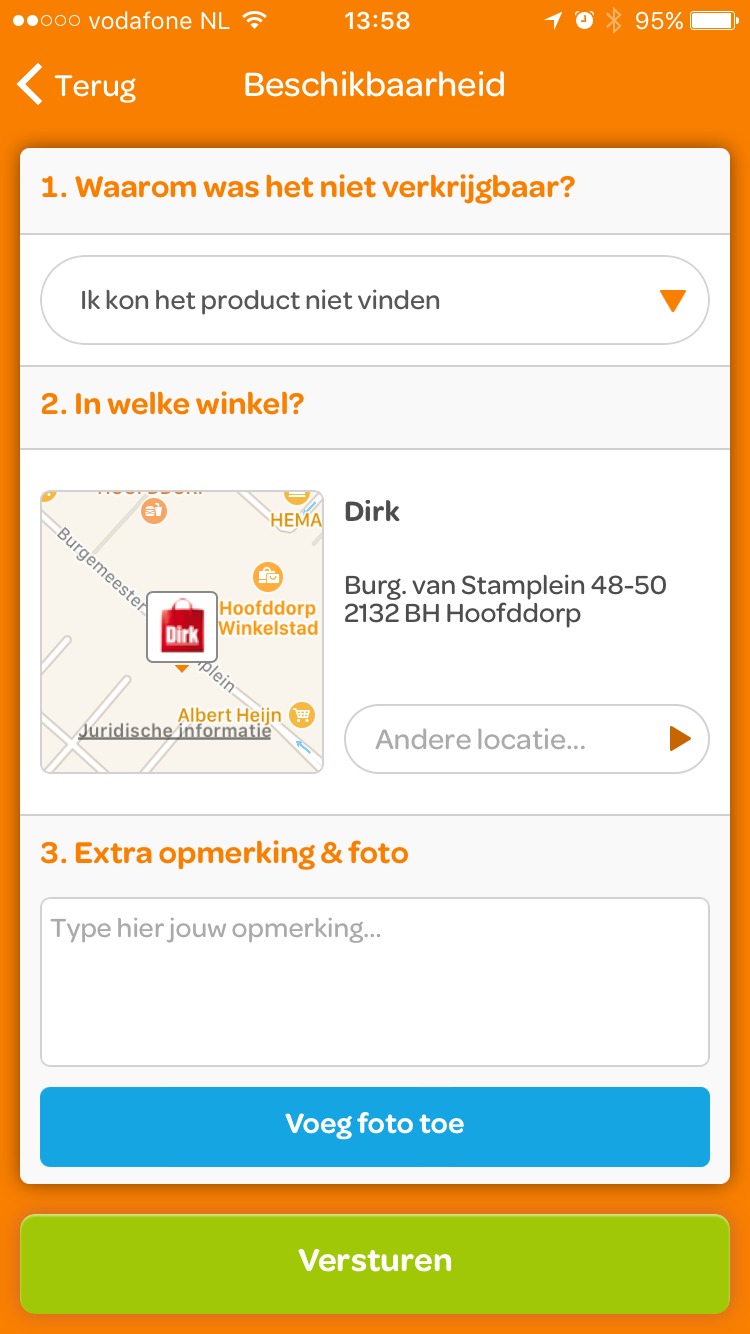 vodafone NL 13:58 95%
Terug Beschikbaarheid
1. Waarom was het niet verkrijgbaar?
Ik kon het product niet vinden
2. In welke winkel?
HEMA
Burgemeester
Hoofddorp
Winkelstad
Dirk
plein
Albert Heijn
Juridische informatie
Dirk
Burg. van Stamplein 48-50
2132 BH Hoofddorp
Andere locatie...
3. Extra opmerking & foto
Type hier jouw opmerking...
Voeg foto toe
Versturen